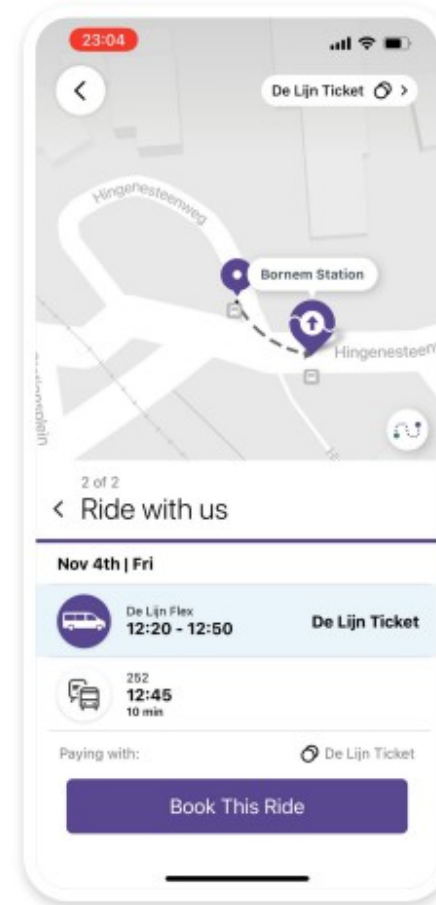 23:04
De Lijn Ticket
Hingenesteenweg
Bornem Station
2 of 2
Ride with us
Nov 4th | Fri
De Lijn Flex
12:20 - 12:50
De Lijn Ticket
252
12:45
10 min
Paying with:
De Lijn Ticket
Book This Ride